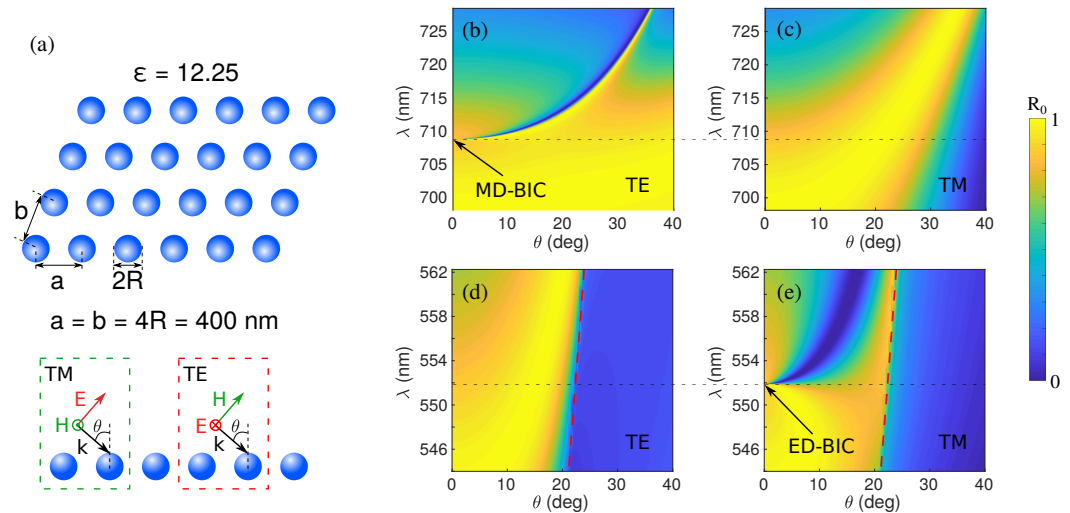 (a)
ε = 12.25
b
a
2R
a = b = 4R = 400 nm
TM
E
H
θ
k
TE
H
E
θ
k
(b)
λ (nm)
725
720
715
710
705
700
MD-BIC
TE
0 10 20 30 40
θ (deg)
(c)
λ (nm)
725
720
715
710
705
700
TM
0 10 20 30 40
θ (deg)
(d)
λ (nm)
562
558
554
550
546
TE
0 10 20 30 40
θ (deg)
(e)
λ (nm)
562
558
554
550
546
ED-BIC
TM
0 10 20 30 40
θ (deg)
R₀
1
0